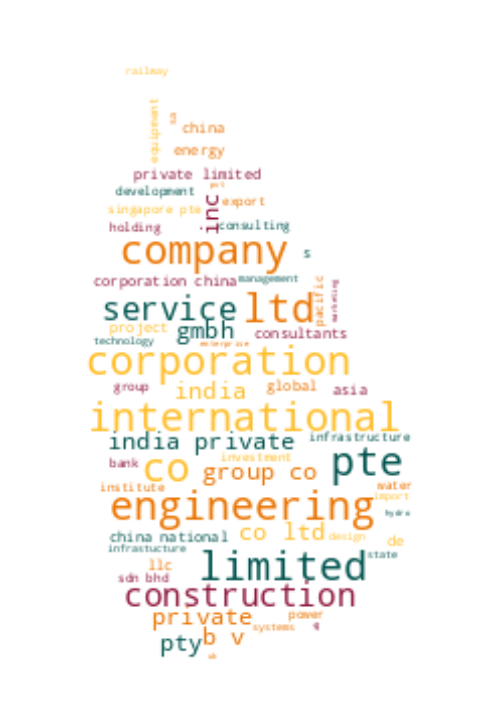 railway
equipment
sa
china
energy
private limited
development
inc
export
singapore pte
holding
consulting
company
s
corporation china
management
pacific
marketing
service
ltd
project
gmbh
consultants
technology
enterprise
corporation
group
india
global
asia
international
india private
infrastructure
bank
co
investment
group co
pte
water
institute
import
engineering
hydro
china national
co ltd
design
de
infrastucture
state
llc
limited
sdn bhd
construction
private
power
systems
pty
b v